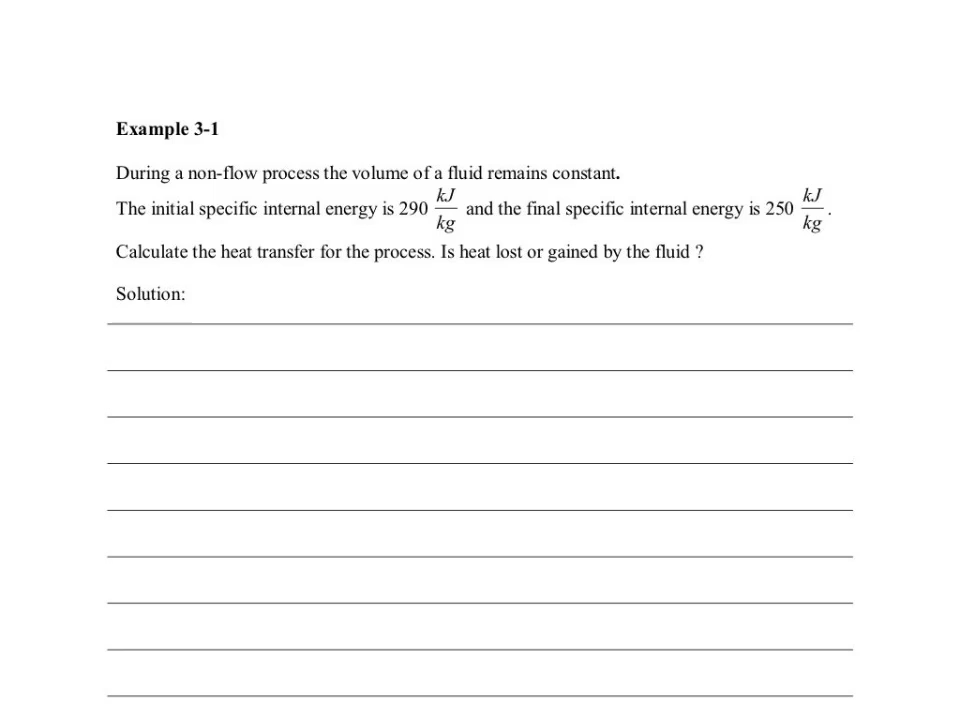 Example 3-1
During a non-flow process the volume of a fluid remains constant.
The initial specific internal energy is 290 kJ/kg and the final specific internal energy is 250 kJ/kg.
Calculate the heat transfer for the process. Is heat lost or gained by the fluid ?
Solution: